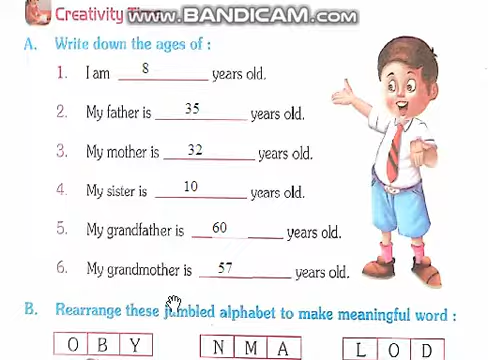 Creativity
www.BANDICAM.com
A. Write down the ages of :
1. I am 8 years old.
2. My father is 35 years old.
3. My mother is 32 years old.
4. My sister is 10 years old.
5. My grandfather is 60 years old.
6. My grandmother is 57 years old.
B. Rearrange these jumbled alphabet to make meaningful word :
O B Y N M A L O D